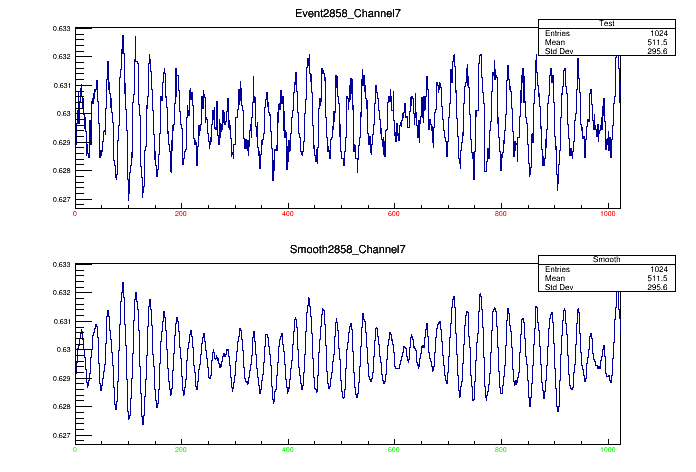 Event2858_Channel7
Test
Entries 1024
Mean 511.5
Std Dev 295.6
0.633
0.632
0.631
0.63
0.629
0.628
0.627
0 200 400 600 800 1000
Smooth2858_Channel7
Smooth
Entries 1024
Mean 511.5
Std Dev 295.6
0.633
0.632
0.631
0.63
0.629
0.628
0.627
0 200 400 600 800 1000